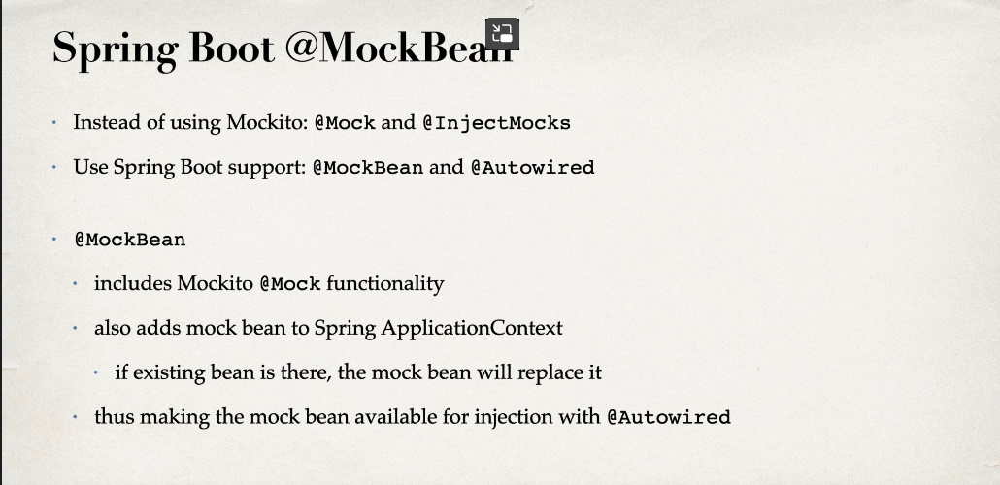 Spring Boot @MockBean
• Instead of using Mockito: @Mock and @InjectMocks
• Use Spring Boot support: @MockBean and @Autowired
• @MockBean
• includes Mockito @Mock functionality
• also adds mock bean to Spring ApplicationContext
• if existing bean is there, the mock bean will replace it
• thus making the mock bean available for injection with @Autowired